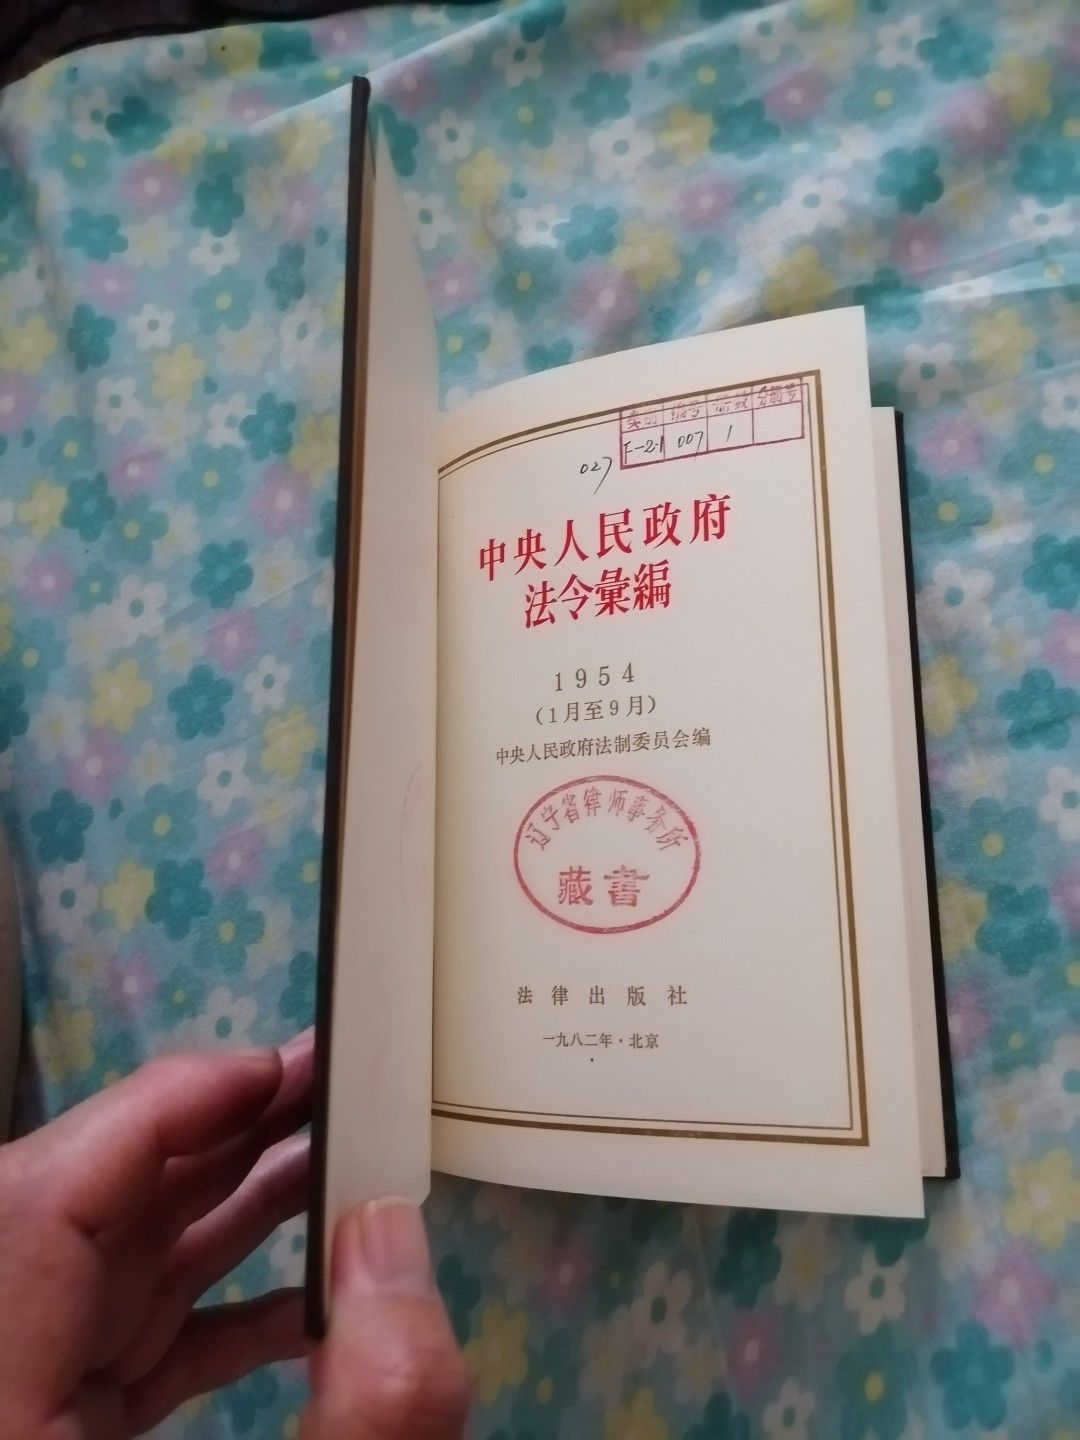 类别 编号 册数 分類号
F-2.1 007 1
027
中央人民政府
法令彙編
1954
（1月至9月）
中央人民政府法制委员会编
辽宁省律师事务所
藏書
法律出版社
一九八二年·北京